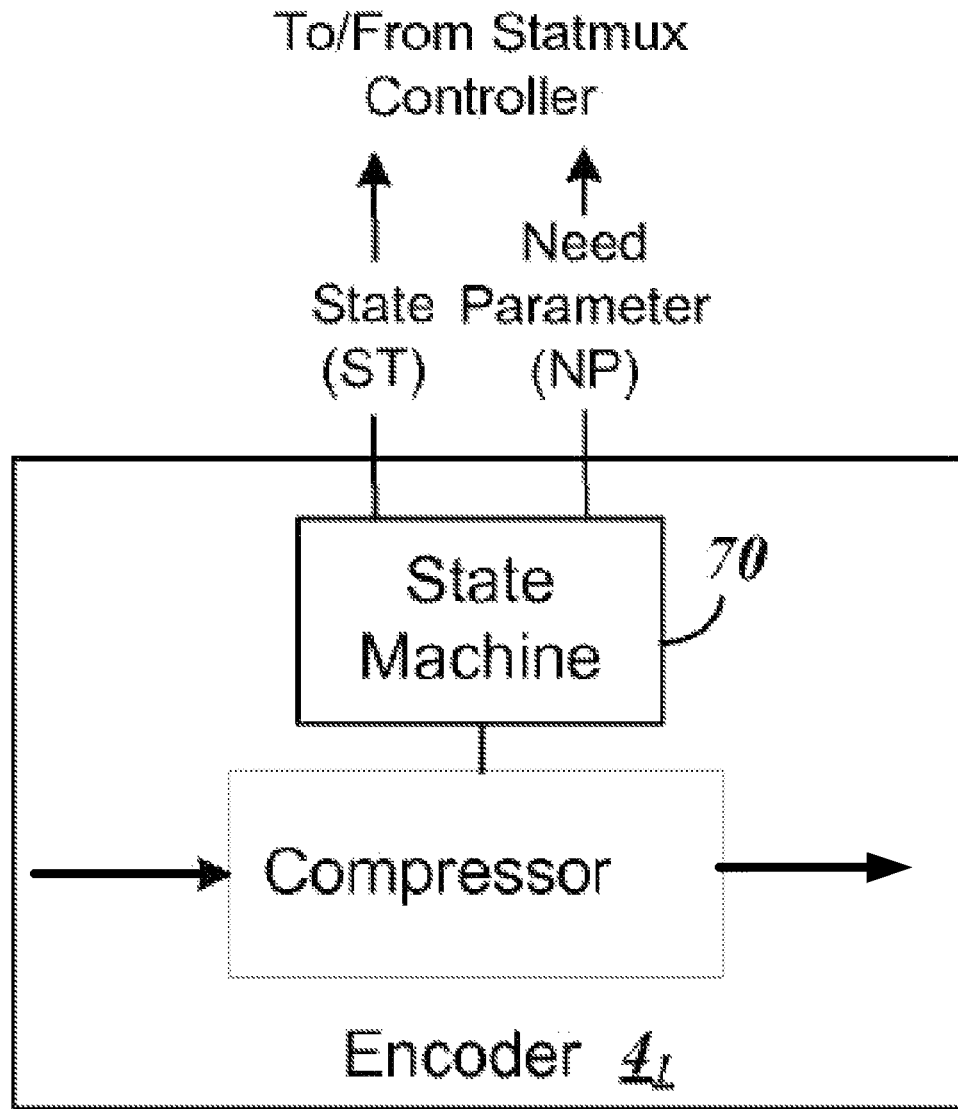 To/From Statmux
Controller
State
(ST)
Need
Parameter
(NP)
State
Machine
70
Compressor
Encoder 4₁